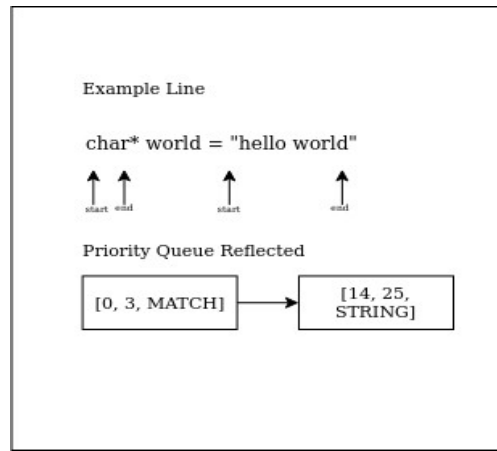 Example Line
char* world = "hello world"
start end start end
Priority Queue Reflected
[0, 3, MATCH]
[14, 25,
STRING]